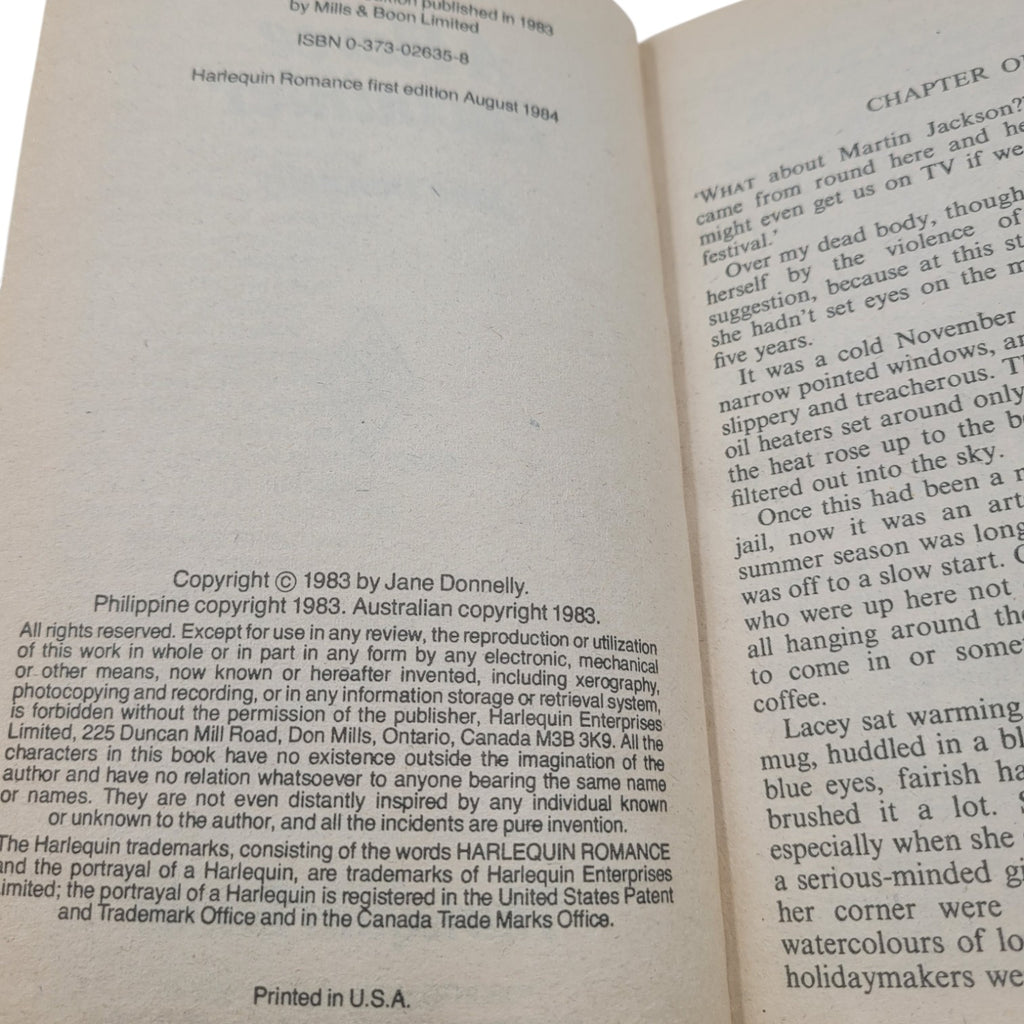 published in 1983
by Mills & Boon Limited
ISBN 0-373-02635-8
Harlequin Romance first edition August 1984
Copyright © 1983 by Jane Donnelly.
Philippine copyright 1983. Australian copyright 1983.
All rights reserved. Except for use in any review, the reproduction or utilization
of this work in whole or in part in any form by any electronic, mechanical
or other means, now known or hereafter invented, including xerography,
photocopying and recording, or in any information storage or retrieval system,
is forbidden without the permission of the publisher, Harlequin Enterprises
Limited, 225 Duncan Mill Road, Don Mills, Ontario, Canada M3B 3K9. All the
characters in this book have no existence outside the imagination of the
author and have no relation whatsoever to anyone bearing the same name
or names. They are not even distantly inspired by any individual known
or unknown to the author, and all the incidents are pure invention.
The Harlequin trademarks, consisting of the words HARLEQUIN ROMANCE
and the portrayal of a Harlequin, are trademarks of Harlequin Enterprises
imited; the portrayal of a Harlequin is registered in the United States Patent
and Trademark Office and in the Canada Trade Marks Office.
Printed in U.S.A.
CHAPTER
'WHAT about Martin Jackson?
came from round here and he
might even get us on TV if we
festival.'
Over my dead body, though
herself by the violence of
suggestion, because at this st
she hadn't set eyes on the m
five years.
It was a cold November
narrow pointed windows, an
slippery and treacherous. T
oil heaters set around only
the heat rose up to the b
filtered out into the sky.
Once this had been a
jail, now it was an art
summer season was long
was off to a slow start.
who were up here not
all hanging around the
to come in or some
coffee.
Lacey sat warming
mug, huddled in a bl
blue eyes, fairish ha
brushed it a lot. S
especially when she
a serious-minded gi
her corner were
watercolours of lo
holidaymakers we